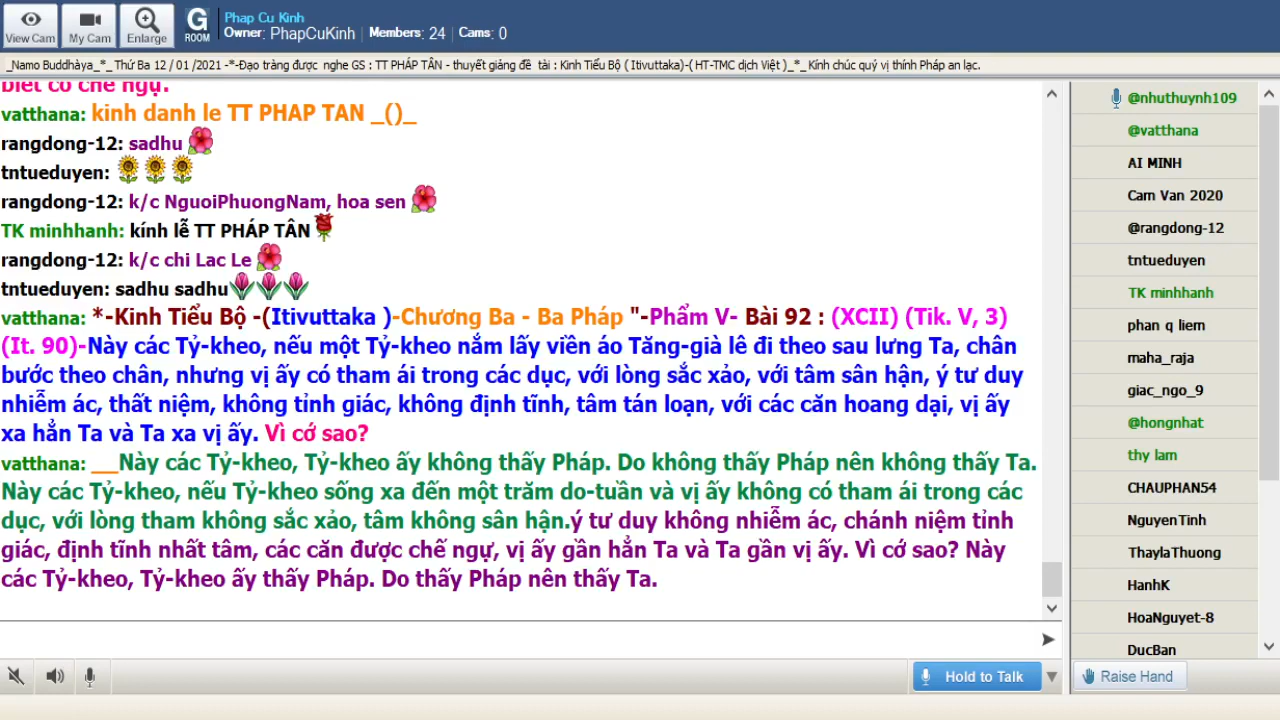 View Cam
My Cam
Enlarge
G
ROOM
Phap Cu Kinh
Owner: PhapCuKinh | Members: 24 | Cams: 0
_Namo Buddhàya_*_ Thứ Ba 12 / 01 /2021 -*-Đạo tràng được nghe GS : TT PHÁP TÂN - thuyết giảng đề tài : Kinh Tiểu Bộ ( Itivuttaka)-( HT-TMC dịch Việt )_*_ Kính chúc quý vị thính Pháp an lạc.
biết có chế ngự.
vatthana: kinh danh le TT PHAP TAN _()_
rangdong-12: sadhu
tntueduyen:
rangdong-12: k/c NguoiPhuongNam, hoa sen
TK minhhanh: kính lễ TT PHÁP TÂN
rangdong-12: k/c chi Lac Le
tntueduyen: sadhu sadhu
vatthana: *-Kinh Tiểu Bộ -(Itivuttaka )-Chương Ba - Ba Pháp "-Phẩm V- Bài 92 : (XCII) (Tik. V, 3)
(It. 90)-Này các Tỷ-kheo, nếu một Tỷ-kheo nắm lấy viền áo Tăng-già lê đi theo sau lưng Ta, chân
bước theo chân, nhưng vị ấy có tham ái trong các dục, với lòng sắc xảo, với tâm sân hận, ý tư duy
nhiễm ác, thất niệm, không tỉnh giác, không định tĩnh, tâm tán loạn, với các căn hoang dại, vị ấy
xa hẳn Ta và Ta xa vị ấy. Vì cớ sao?
vatthana: __Này các Tỷ-kheo, Tỷ-kheo ấy không thấy Pháp. Do không thấy Pháp nên không thấy Ta.
Này các Tỷ-kheo, nếu Tỷ-kheo sống xa đến một trăm do-tuần và vị ấy không có tham ái trong các
dục, với lòng tham không sắc xảo, tâm không sân hận.ý tư duy không nhiễm ác, chánh niệm tỉnh
giác, định tĩnh nhất tâm, các căn được chế ngự, vị ấy gần hẳn Ta và Ta gần vị ấy. Vì cớ sao? Này
các Tỷ-kheo, Tỷ-kheo ấy thấy Pháp. Do thấy Pháp nên thấy Ta.
@nhuthuynh109
@vatthana
AI MINH
Cam Van 2020
@rangdong-12
tntueduyen
TK minhhanh
phan q liem
maha_raja
giac_ngo_9
@hongnhat
thy lam
CHAUPHAN54
NguyenTinh
ThaylaThuong
HanhK
HoaNguyet-8
DucBan
Hold to Talk
Raise Hand